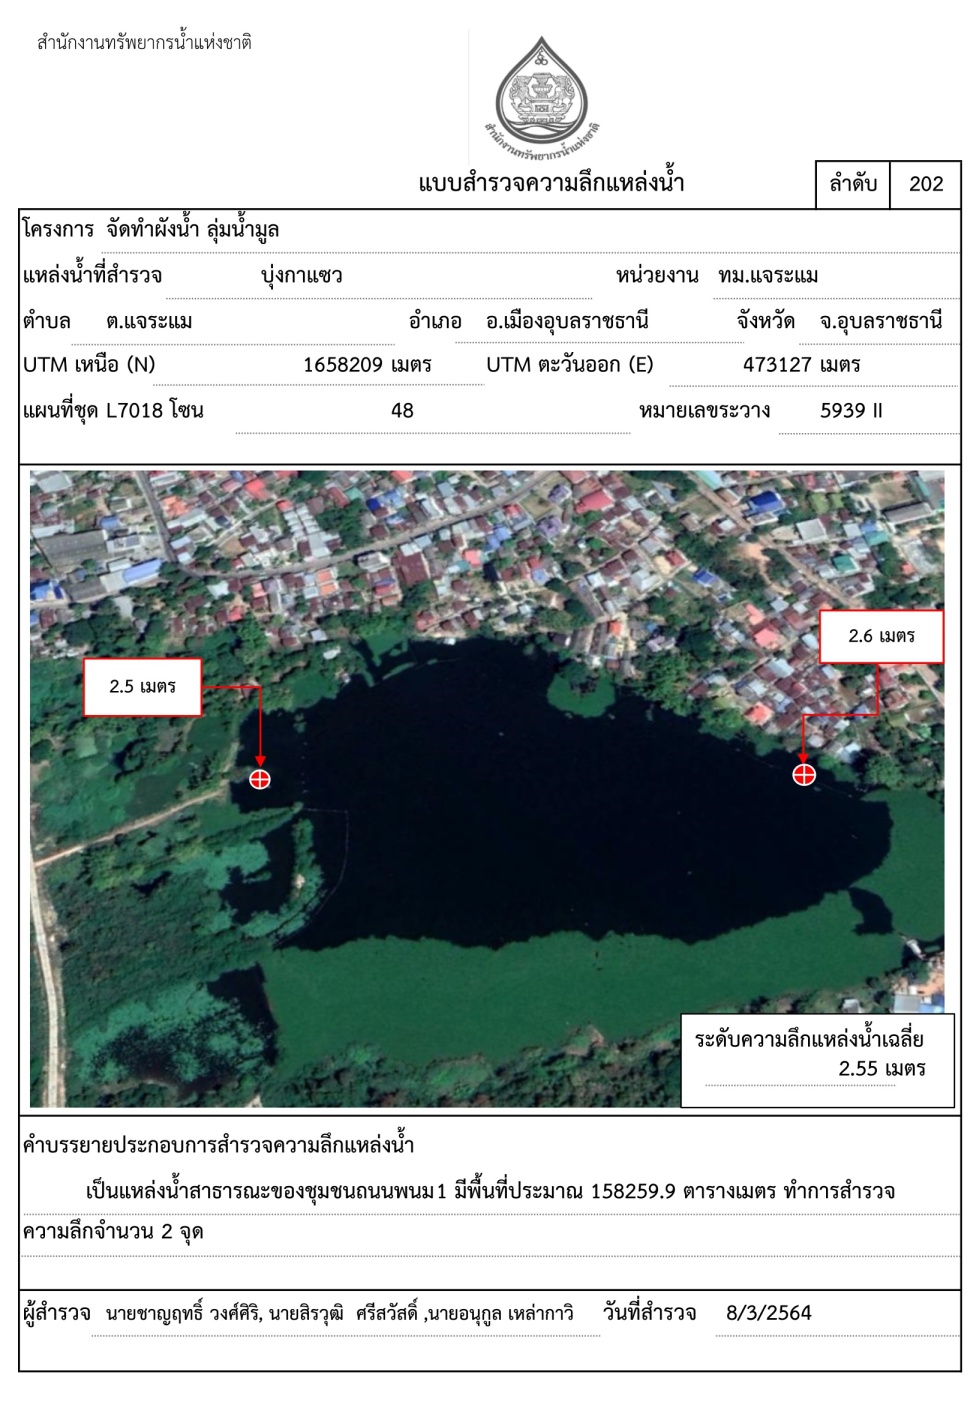 สำนักงานทรัพยากรน้ำแห่งชาติ
สำนักงานทรัพยากรน้ำแห่งชาติ
แบบสำรวจความลึกแหล่งน้ำ ลำดับ 202
โครงการ จัดทำผังน้ำ ลุ่มน้ำมูล
แหล่งน้ำที่สำรวจ บุ่งกาแซว หน่วยงาน ทม.แจระแม
ตำบล ต.แจระแม อำเภอ อ.เมืองอุบลราชธานี จังหวัด จ.อุบลราชธานี
UTM เหนือ (N) 1658209 เมตร UTM ตะวันออก (E) 473127 เมตร
แผนที่ชุด L7018 โซน 48 หมายเลขระวาง 5939 II
2.6 เมตร
2.5 เมตร
ระดับความลึกแหล่งน้ำเฉลี่ย
2.55 เมตร
คำบรรยายประกอบการสำรวจความลึกแหล่งน้ำ
เป็นแหล่งน้ำสาธารณะของชุมชนถนนพนม1 มีพื้นที่ประมาณ 158259.9 ตารางเมตร ทำการสำรวจ
ความลึกจำนวน 2 จุด
ผู้สำรวจ นายชาญฤทธิ์ วงศ์ศิริ, นายสิรวุฒิ ศรีสวัสดิ์ ,นายอนุกูล เหล่ากาวิ วันที่สำรวจ 8/3/2564